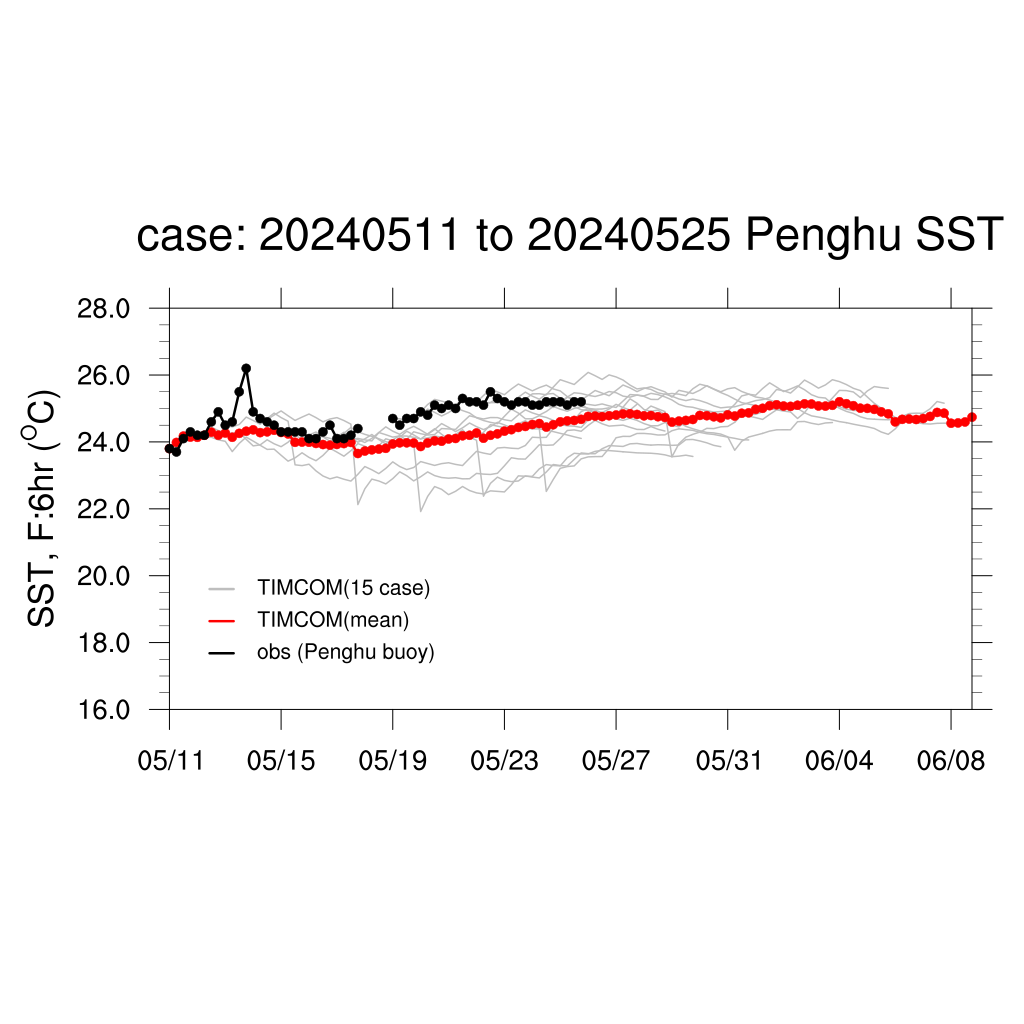 case: 20240511 to 20240525 Penghu SST
SST, F:6hr (°C)
28.0
26.0
24.0
22.0
20.0
18.0
16.0
TIMCOM(15 case)
TIMCOM(mean)
obs (Penghu buoy)
05/11 05/15 05/19 05/23 05/27 05/31 06/04 06/08